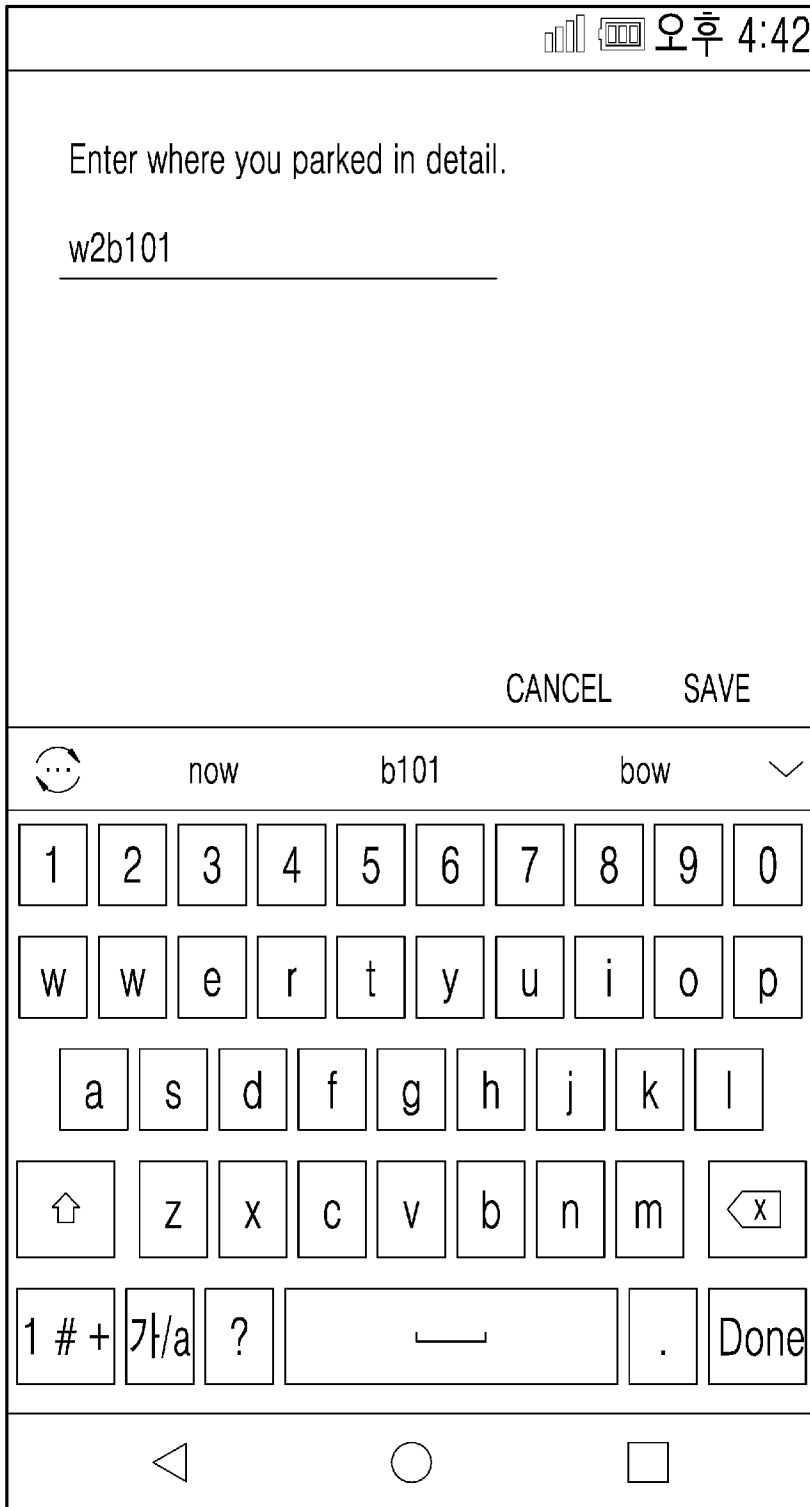 오후 4:42
Enter where you parked in detail.
w2b101
CANCEL SAVE
now b101 bow
1 2 3 4 5 6 7 8 9 0
w w e r t y u i o p
a s d f g h j k l
z x c v b n m x
1 # + 가/a ? . Done